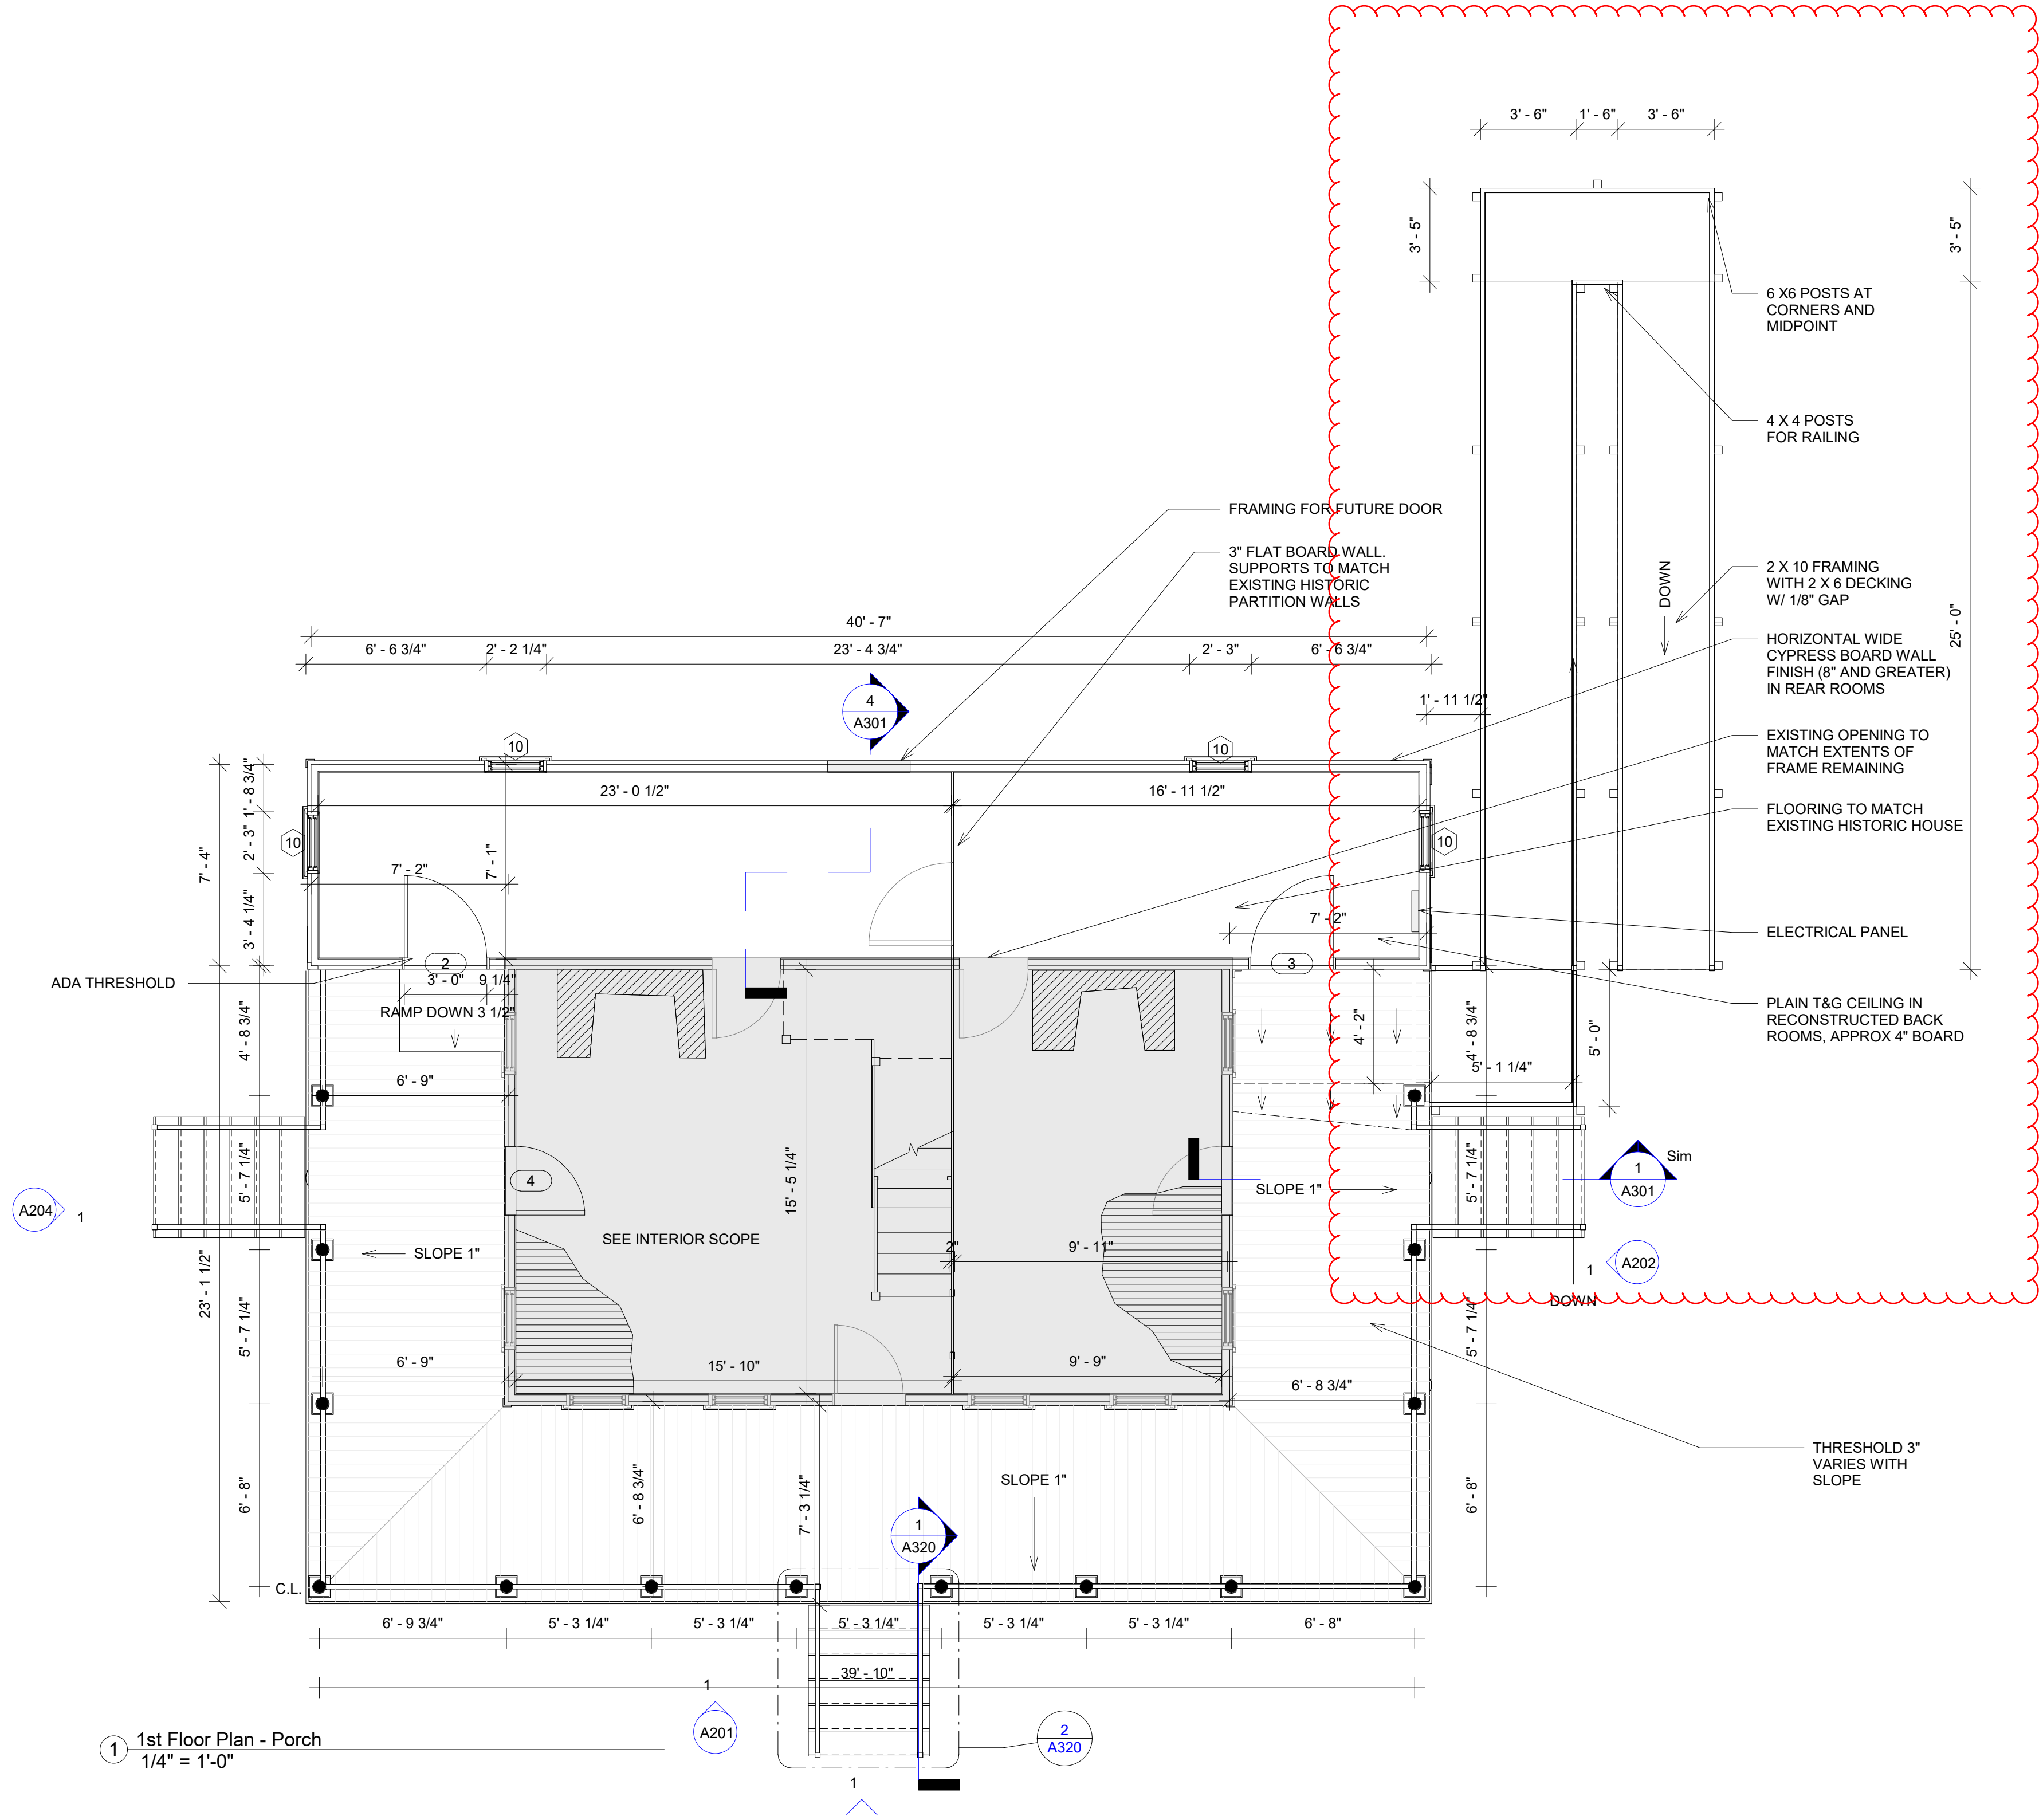 3' - 6"
1' - 6"
3' - 6"
3' - 5"
3' - 5"
6 X6 POSTS AT
CORNERS AND
MIDPOINT
4 X 4 POSTS
FOR RAILING
FRAMING FOR FUTURE DOOR
3" FLAT BOARD WALL.
SUPPORTS TO MATCH
EXISTING HISTORIC
PARTITION WALLS
DOWN
2 X 10 FRAMING
WITH 2 X 6 DECKING
W/ 1/8" GAP
25' - 0"
40' - 7"
6' - 6 3/4"
2' - 2 1/4"
23' - 4 3/4"
2' - 3"
6' - 6 3/4"
HORIZONTAL WIDE
CYPRESS BOARD WALL
FINISH (8" AND GREATER)
IN REAR ROOMS
1' - 11 1/2"
4
A301
EXISTING OPENING TO
MATCH EXTENTS OF
FRAME REMAINING
10
10
1' - 8 3/4"
23' - 0 1/2"
16' - 11 1/2"
FLOORING TO MATCH
EXISTING HISTORIC HOUSE
10
10
2' - 3"
7' - 4"
7' - 2"
7' - 1"
3' - 4 1/4"
7' - 2"
ELECTRICAL PANEL
2
3
ADA THRESHOLD
3' - 0"
9 1/4"
RAMP DOWN 3 1/2"
PLAIN T&G CEILING IN
RECONSTRUCTED BACK
ROOMS, APPROX 4" BOARD
4' - 8 3/4"
4' - 2"
4' - 8 3/4"
5' - 0"
5' - 1 1/4"
6' - 9"
5' - 7 1/4"
4
15' - 5 1/4"
SLOPE 1"
5' - 7 1/4"
1
A301
Sim
A204
1
SEE INTERIOR SCOPE
SLOPE 1"
2"
9' - 11"
1
A202
23' - 1 1/2"
DOWN
5' - 7 1/4"
5' - 7 1/4"
6' - 9"
15' - 10"
9' - 9"
6' - 8 3/4"
THRESHOLD 3"
VARIES WITH
SLOPE
6' - 8"
6' - 8 3/4"
7' - 3 1/4"
SLOPE 1"
6' - 8"
1
A320
C.L.
6' - 9 3/4"
5' - 3 1/4"
5' - 3 1/4"
5' - 3 1/4"
5' - 3 1/4"
5' - 3 1/4"
6' - 8"
39' - 10"
1
A201
2
A320
1
1 1st Floor Plan - Porch
1/4" = 1'-0"